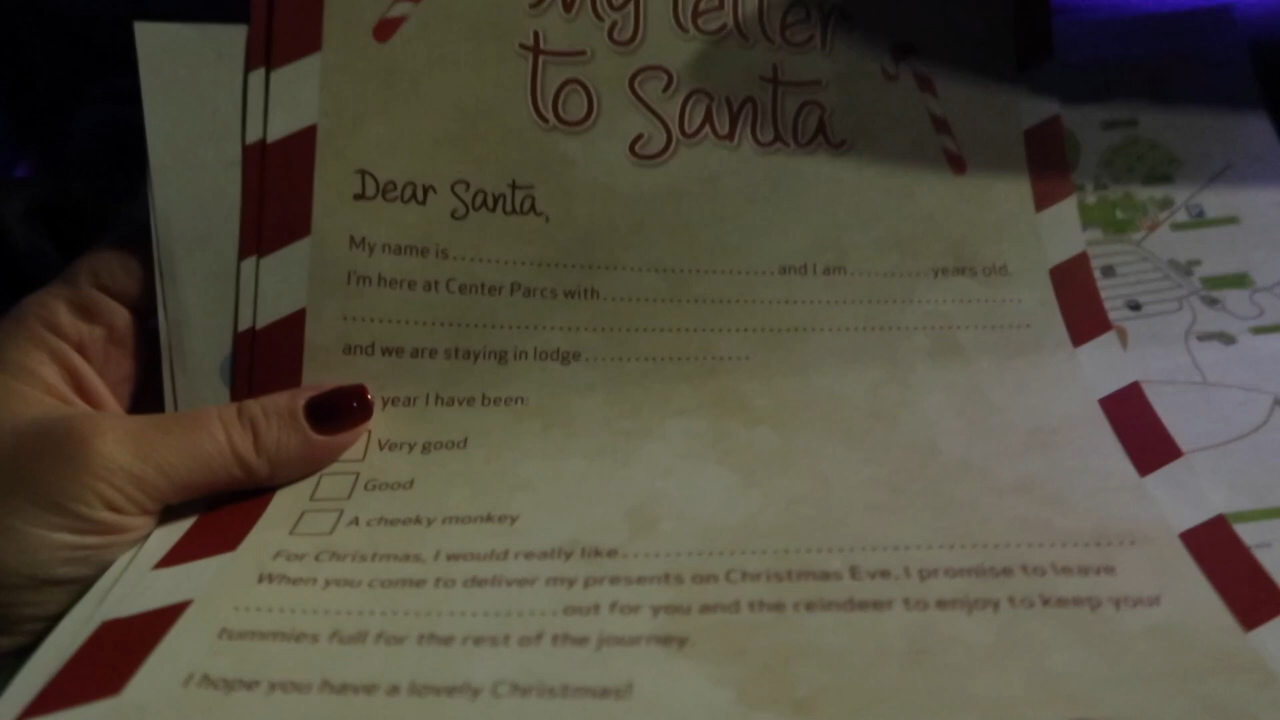 My letter
to Santa
Dear Santa,
My name is.......................................................and I am..............years old.
I'm here at Center Parcs with.......................................................................
.......................................................................................................
and we are staying in lodge.........................
year I have been:
Very good
Good
A cheeky monkey
For Christmas, I would really like.......................................................................
When you come to deliver my presents on Christmas Eve, I promise to leave
.............................................out for you and the reindeer to enjoy to keep your
tummies full for the rest of the journey.
I hope you have a lovely Christmas!